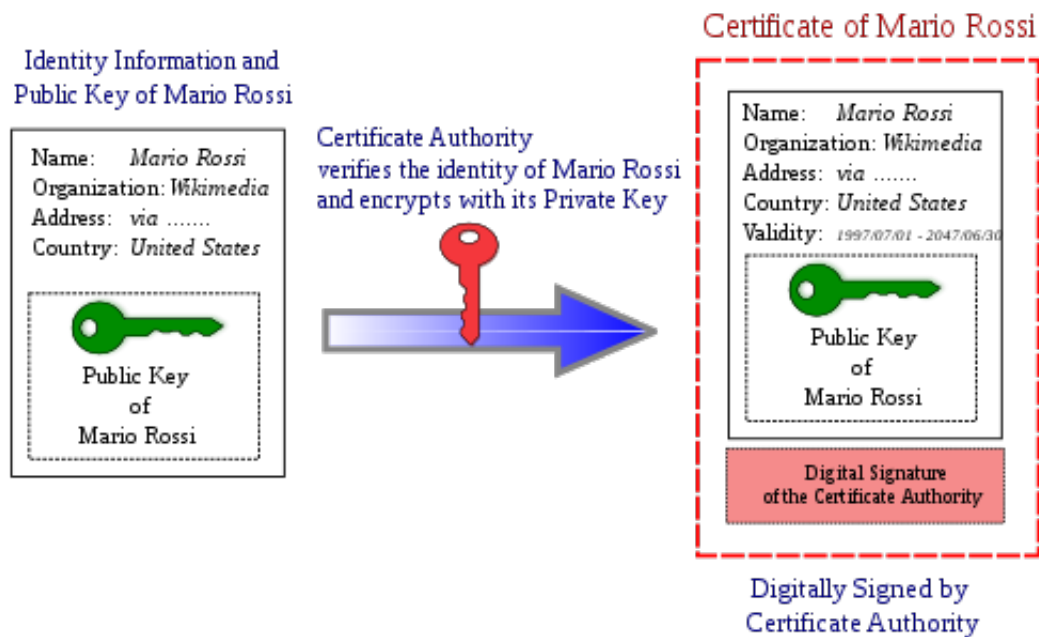 Identity Information and
Public Key of Mario Rossi
Name: Mario Rossi
Organization: Wikimedia
Address: via .......
Country: United States
Public Key
of
Mario Rossi
Certificate Authority
verifies the identity of Mario Rossi
and encrypts with its Private Key
Certificate of Mario Rossi
Name: Mario Rossi
Organization: Wikimedia
Address: via .......
Country: United States
Validity: 1997/07/01 - 2047/06/30
Public Key
of
Mario Rossi
Digital Signature
of the Certificate Authority
Digitally Signed by
Certificate Authority